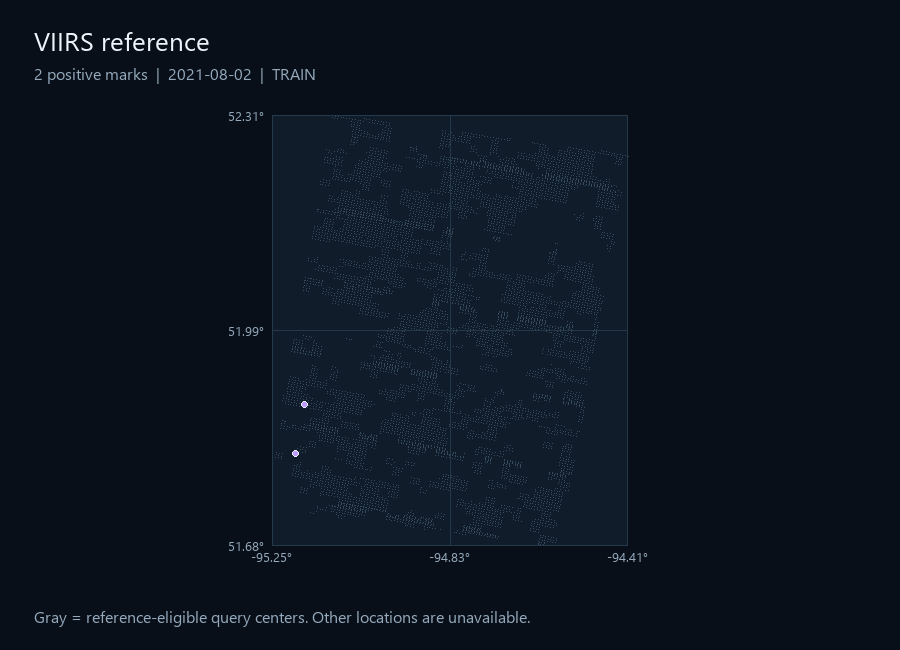 VIIRS reference
2 positive marks | 2021-08-02 | TRAIN
52.31°
51.99°
51.68°
-95.25°
-94.83°
-94.41°
Gray = reference-eligible query centers. Other locations are unavailable.